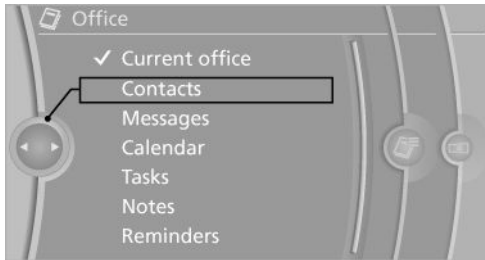 Office
Current office
Contacts
Messages
Calendar
Tasks
Notes
Reminders